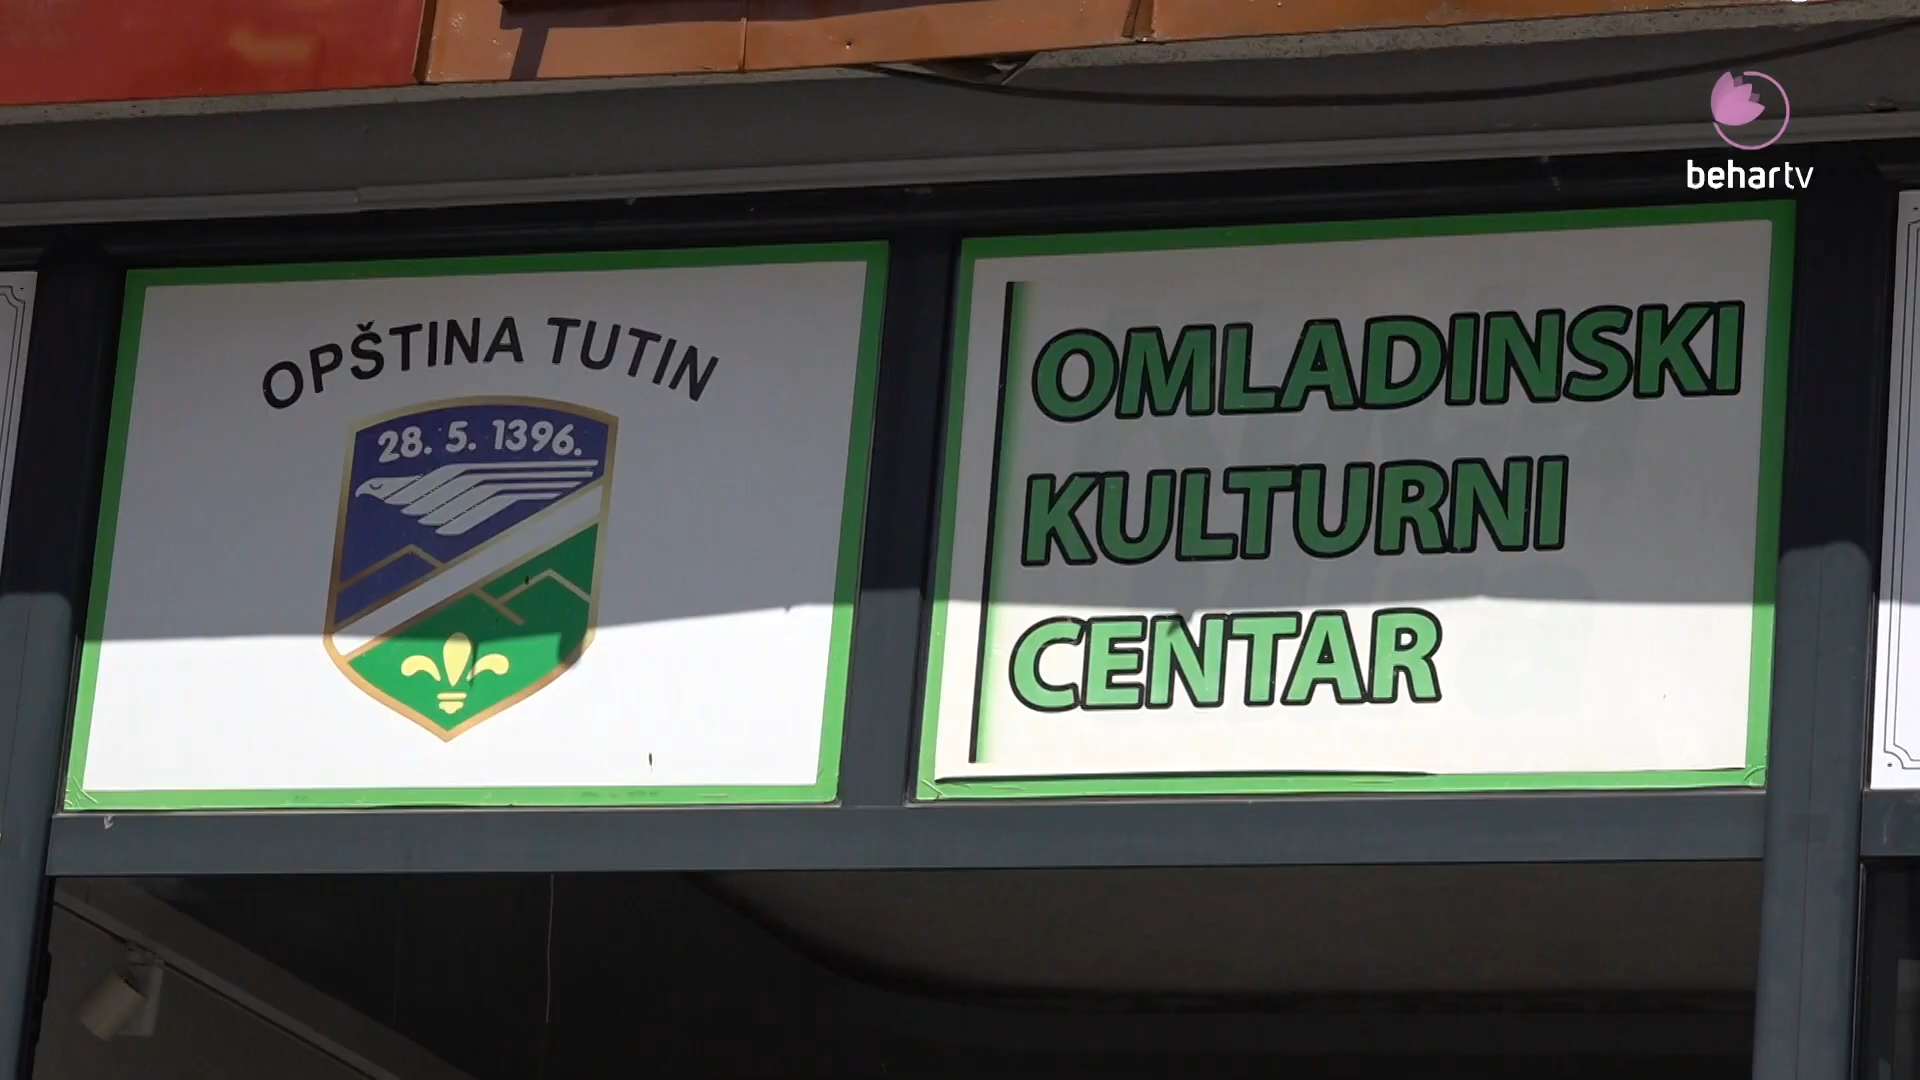 behartv
OPŠTINA TUTIN
28. 5. 1396.
OMLADINSKI
KULTURNI
CENTAR